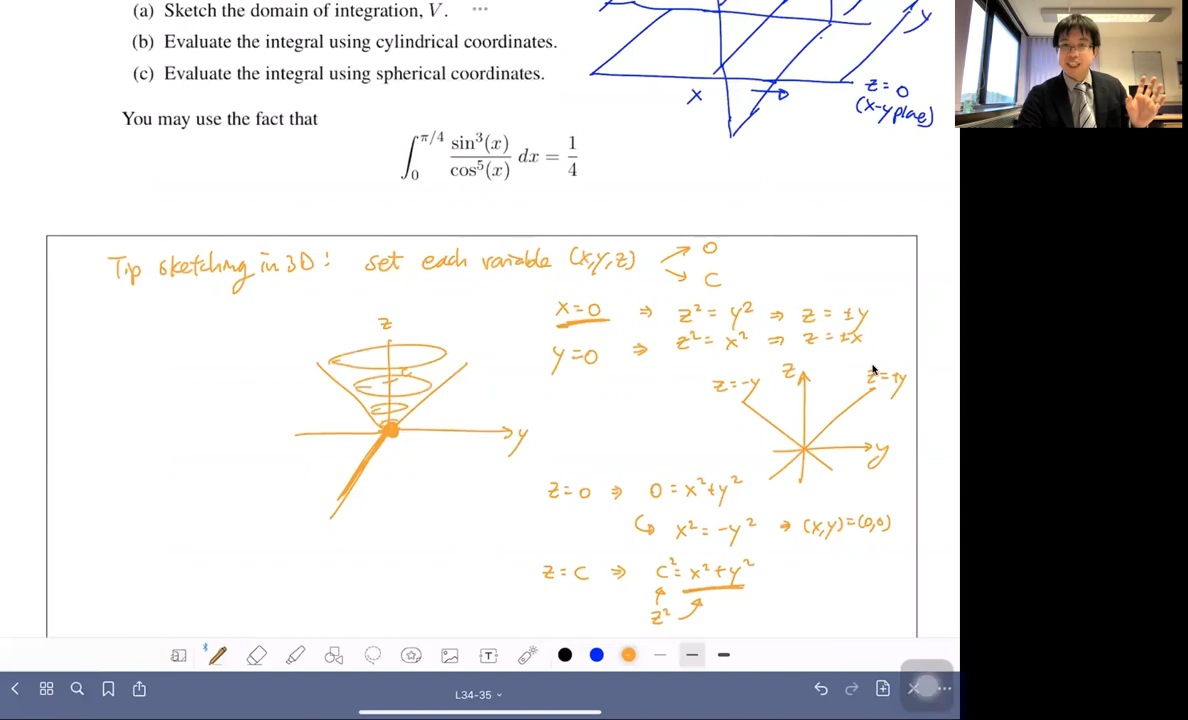 (a) Sketch the domain of integration, V. ...
(b) Evaluate the integral using cylindrical coordinates.
(c) Evaluate the integral using spherical coordinates.
You may use the fact that
∫₀^{π/4} sin³(x)/cos⁵(x) dx = 1/4
y
x
z=0
(x-y plane)
Tip sketching in 3D: set each variable (x,y,z) → 0
→ C
x=0 ⇒ z² = y² ⇒ z = ±y
y=0 ⇒ z² = x² ⇒ z = ±x
z
y
z=-y
z
z=+y
y
z=0 ⇒ 0 = x²+y²
↳ x² = -y² ⇒ (x,y)=(0,0)
z=C ⇒ C² = x²+y²
z²
T
L34-35